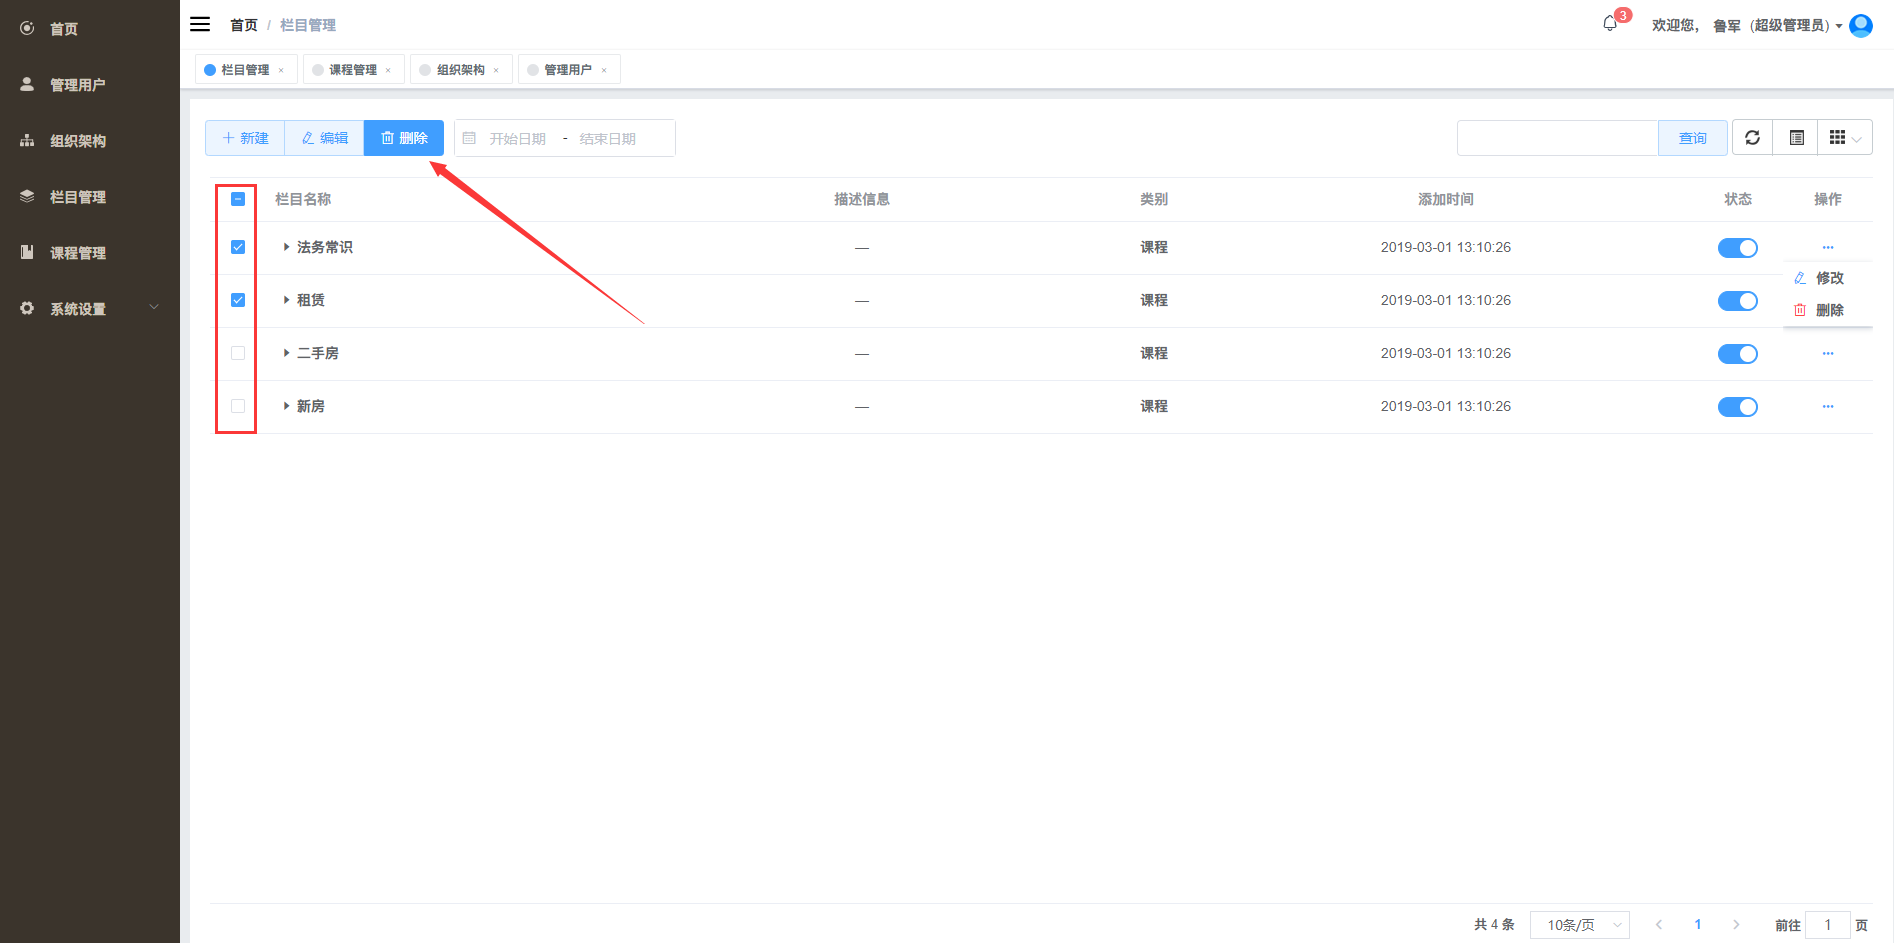 首页
管理用户
组织架构
栏目管理
课程管理
系统设置
首页 / 栏目管理
3
欢迎您， 鲁军（超级管理员）
栏目管理 × 课程管理 × 组织架构 × 管理用户 ×
新建 编辑 删除 开始日期 - 结束日期 查询
栏目名称 描述信息 类别 添加时间 状态 操作
法务常识 — 课程 2019-03-01 13:10:26 ···
修改
删除
租赁 — 课程 2019-03-01 13:10:26
二手房 — 课程 2019-03-01 13:10:26 ···
新房 — 课程 2019-03-01 13:10:26 ···
共 4 条 10条/页 < 1 > 前往 1 页